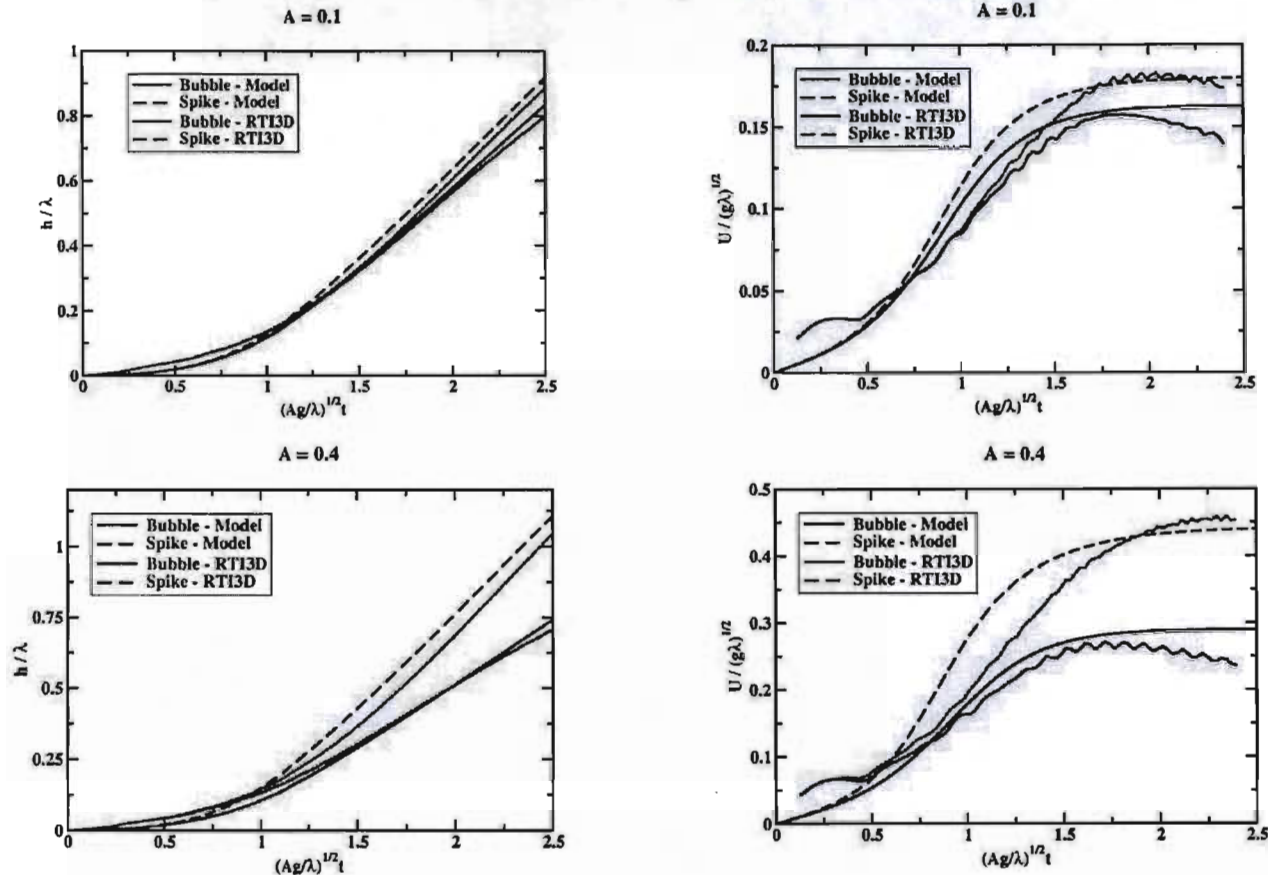 A = 0.1
1
0.8
0.6
0.4
0.2
0
h / λ
Bubble - Model
Spike - Model
Bubble - RTI3D
Spike - RTI3D
0 0.5 1 1.5 2 2.5
(Ag/λ)^1/2 t
A = 0.1
0.2
0.15
0.1
0.05
0
U / (gλ)^1/2
Bubble - Model
Spike - Model
Bubble - RTI3D
Spike - RTI3D
0 0.5 1 1.5 2 2.5
(Ag/λ)^1/2 t
A = 0.4
1
0.75
0.5
0.25
0
h / λ
Bubble - Model
Spike - Model
Bubble - RTI3D
Spike - RTI3D
0 0.5 1 1.5 2 2.5
(Ag/λ)^1/2 t
A = 0.4
0.5
0.4
0.3
0.2
0.1
0
U / (gλ)^1/2
Bubble - Model
Spike - Model
Bubble - RTI3D
Spike - RTI3D
0 0.5 1 1.5 2 2.5
(Ag/λ)^1/2 t